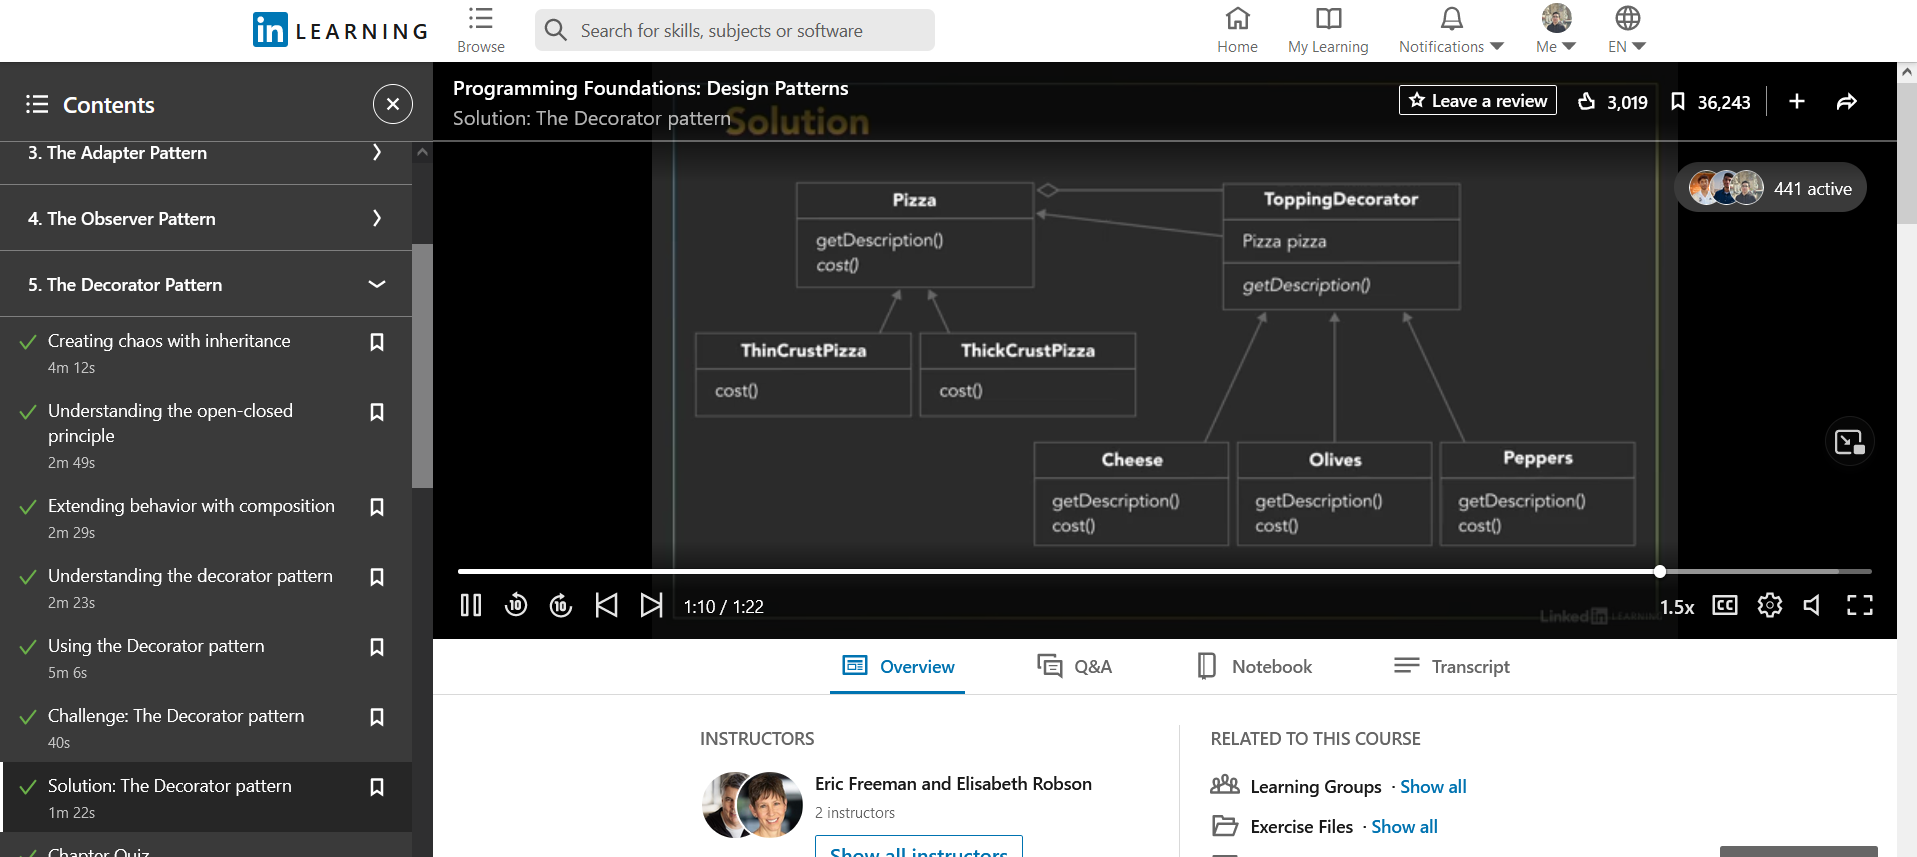 in LEARNING
Browse
Search for skills, subjects or software
Home
My Learning
Notifications
Me
EN
Contents
3. The Adapter Pattern
4. The Observer Pattern
5. The Decorator Pattern
Creating chaos with inheritance
4m 12s
Understanding the open-closed
principle
2m 49s
Extending behavior with composition
2m 29s
Understanding the decorator pattern
2m 23s
Using the Decorator pattern
5m 6s
Challenge: The Decorator pattern
40s
Solution: The Decorator pattern
1m 22s
Chapter Quiz
Programming Foundations: Design Patterns
Solution: The Decorator pattern
Leave a review
3,019
36,243
441 active
Solution
Pizza
getDescription()
cost()
ToppingDecorator
Pizza pizza
getDescription()
ThinCrustPizza
cost()
ThickCrustPizza
cost()
Cheese
getDescription()
cost()
Olives
getDescription()
cost()
Peppers
getDescription()
cost()
10
10
1:10 / 1:22
Linked in LEARNING
1.5x
CC
Overview
Q&A
Notebook
Transcript
INSTRUCTORS
Eric Freeman and Elisabeth Robson
2 instructors
Show all instructors
RELATED TO THIS COURSE
Learning Groups · Show all
Exercise Files · Show all